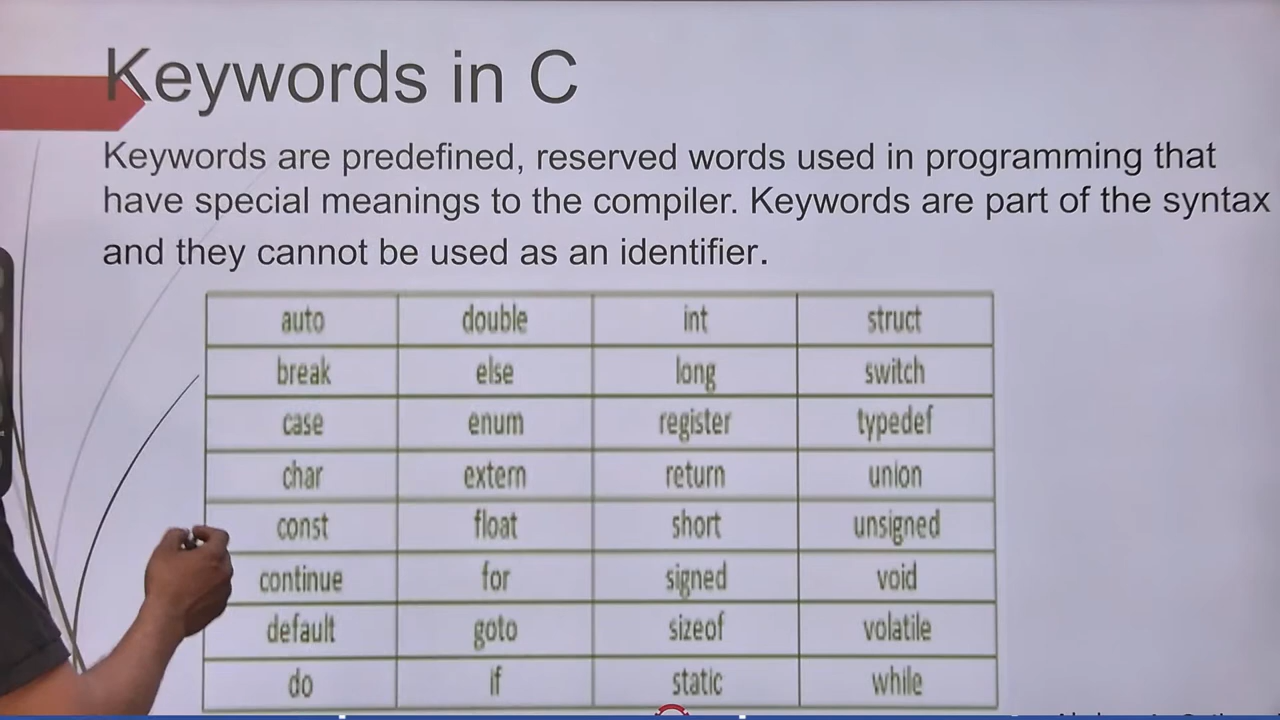 Keywords in C
Keywords are predefined, reserved words used in programming that
have special meanings to the compiler. Keywords are part of the syntax
and they cannot be used as an identifier.
auto double int struct
break else long switch
case enum register typedef
char extern return union
const float short unsigned
continue for signed void
default goto sizeof volatile
do if static while